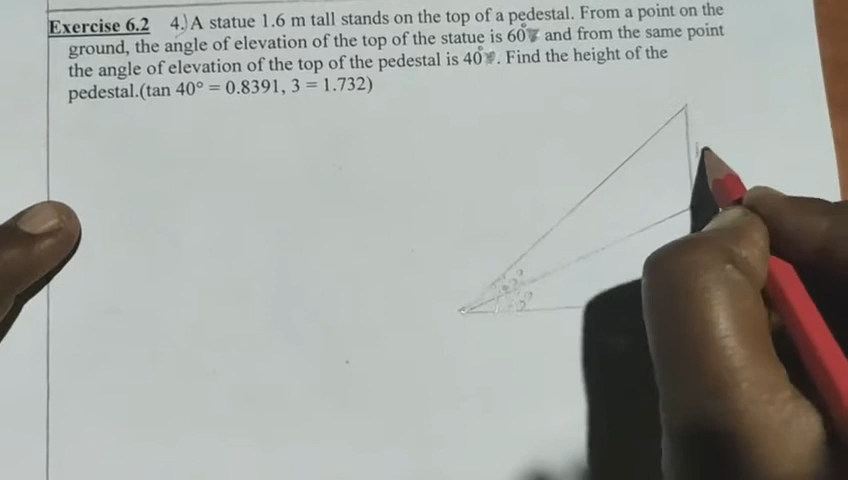 Exercise 6.2 4.) A statue 1.6 m tall stands on the top of a pedestal. From a point on the
ground, the angle of elevation of the top of the statue is 60° and from the same point
the angle of elevation of the top of the pedestal is 40°. Find the height of the
pedestal.(tan 40° = 0.8391, 3 = 1.732)